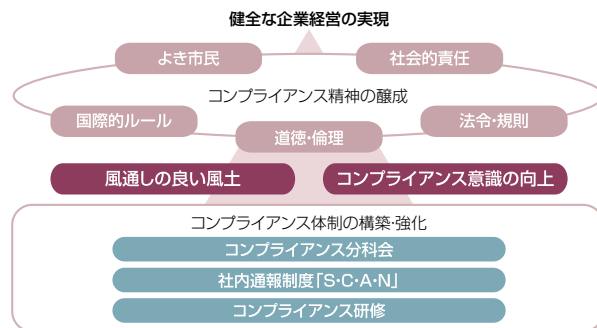 健全な企業経営の実現
よき市民
社会的責任
コンプライアンス精神の醸成
国際的ルール
法令・規則
道徳・倫理
風通しの良い風土
コンプライアンス意識の向上
コンプライアンス体制の構築・強化
コンプライアンス分科会
社内通報制度「S・C・A・N」
コンプライアンス研修